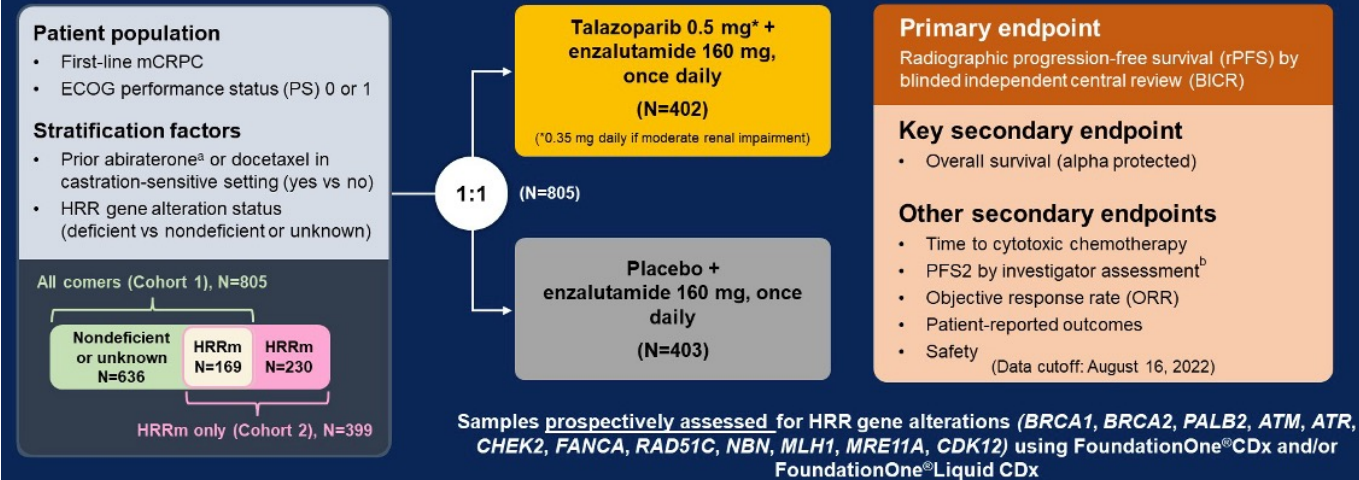 Patient population
• First-line mCRPC
• ECOG performance status (PS) 0 or 1
Stratification factors
• Prior abirateroneᵃ or docetaxel in
castration-sensitive setting (yes vs no)
• HRR gene alteration status
(deficient vs nondeficient or unknown)
All comers (Cohort 1), N=805
Nondeficient
or unknown
N=636
HRRm
N=169
HRRm
N=230
HRRm only (Cohort 2), N=399
1:1
(N=805)
Talazoparib 0.5 mg* +
enzalutamide 160 mg,
once daily
(N=402)
(*0.35 mg daily if moderate renal impairment)
Placebo +
enzalutamide 160 mg, once
daily
(N=403)
Primary endpoint
Radiographic progression-free survival (rPFS) by
blinded independent central review (BICR)
Key secondary endpoint
• Overall survival (alpha protected)
Other secondary endpoints
• Time to cytotoxic chemotherapy
• PFS2 by investigator assessmentᵇ
• Objective response rate (ORR)
• Patient-reported outcomes
• Safety
(Data cutoff: August 16, 2022)
Samples prospectively assessed for HRR gene alterations (BRCA1, BRCA2, PALB2, ATM, ATR,
CHEK2, FANCA, RAD51C, NBN, MLH1, MRE11A, CDK12) using FoundationOne®CDx and/or
FoundationOne®Liquid CDx